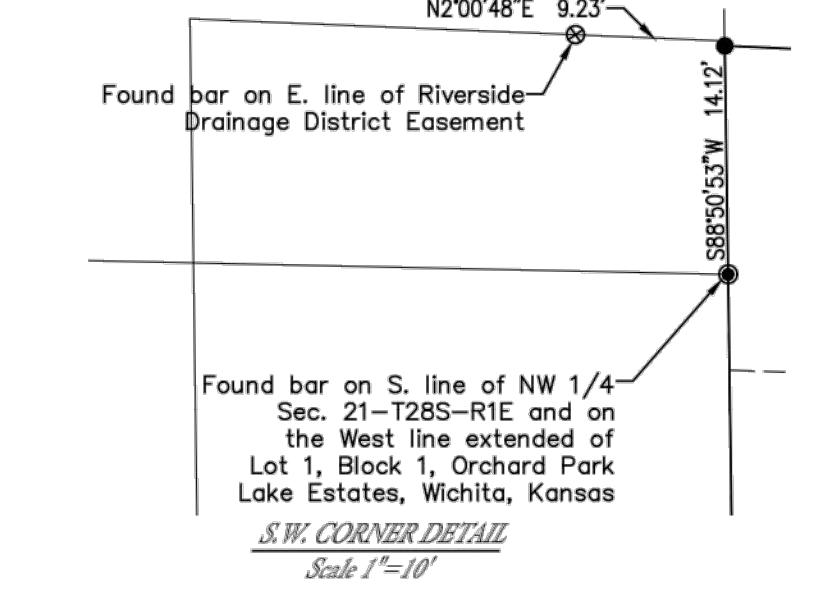 N2°00'48"E 9.23'
Found bar on E. line of Riverside
Drainage District Easement
S88°50'53"W 14.12'
Found bar on S. line of NW 1/4
Sec. 21-T28S-R1E and on
the West line extended of
Lot 1, Block 1, Orchard Park
Lake Estates, Wichita, Kansas
S.W. CORNER DETAIL
Scale 1"=10'